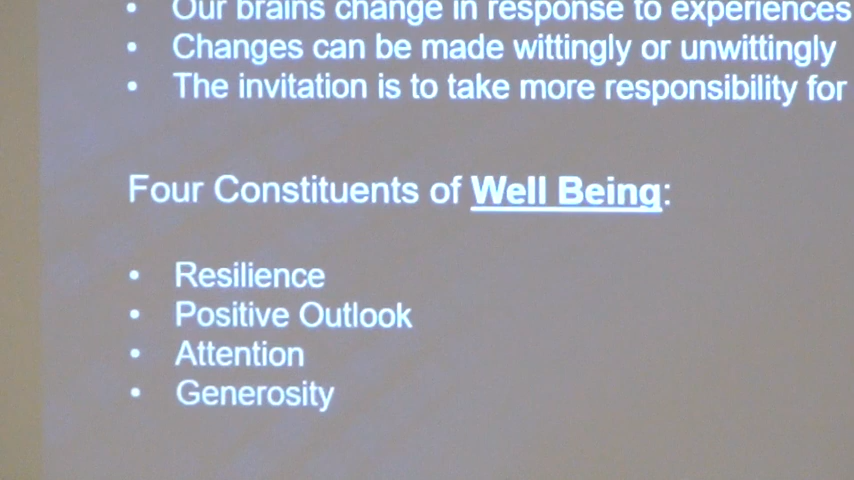 • Our brains change in response to experiences
• Changes can be made wittingly or unwittingly
• The invitation is to take more responsibility for
Four Constituents of Well Being:
• Resilience
• Positive Outlook
• Attention
• Generosity